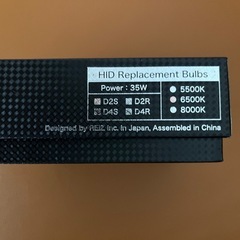 HID Replacement Bulbs
Power : 35W
5500K
D2S D2R
6500K
D4S D4R
8000K
Designed by REIZ Inc. In Japan, Assembled in China